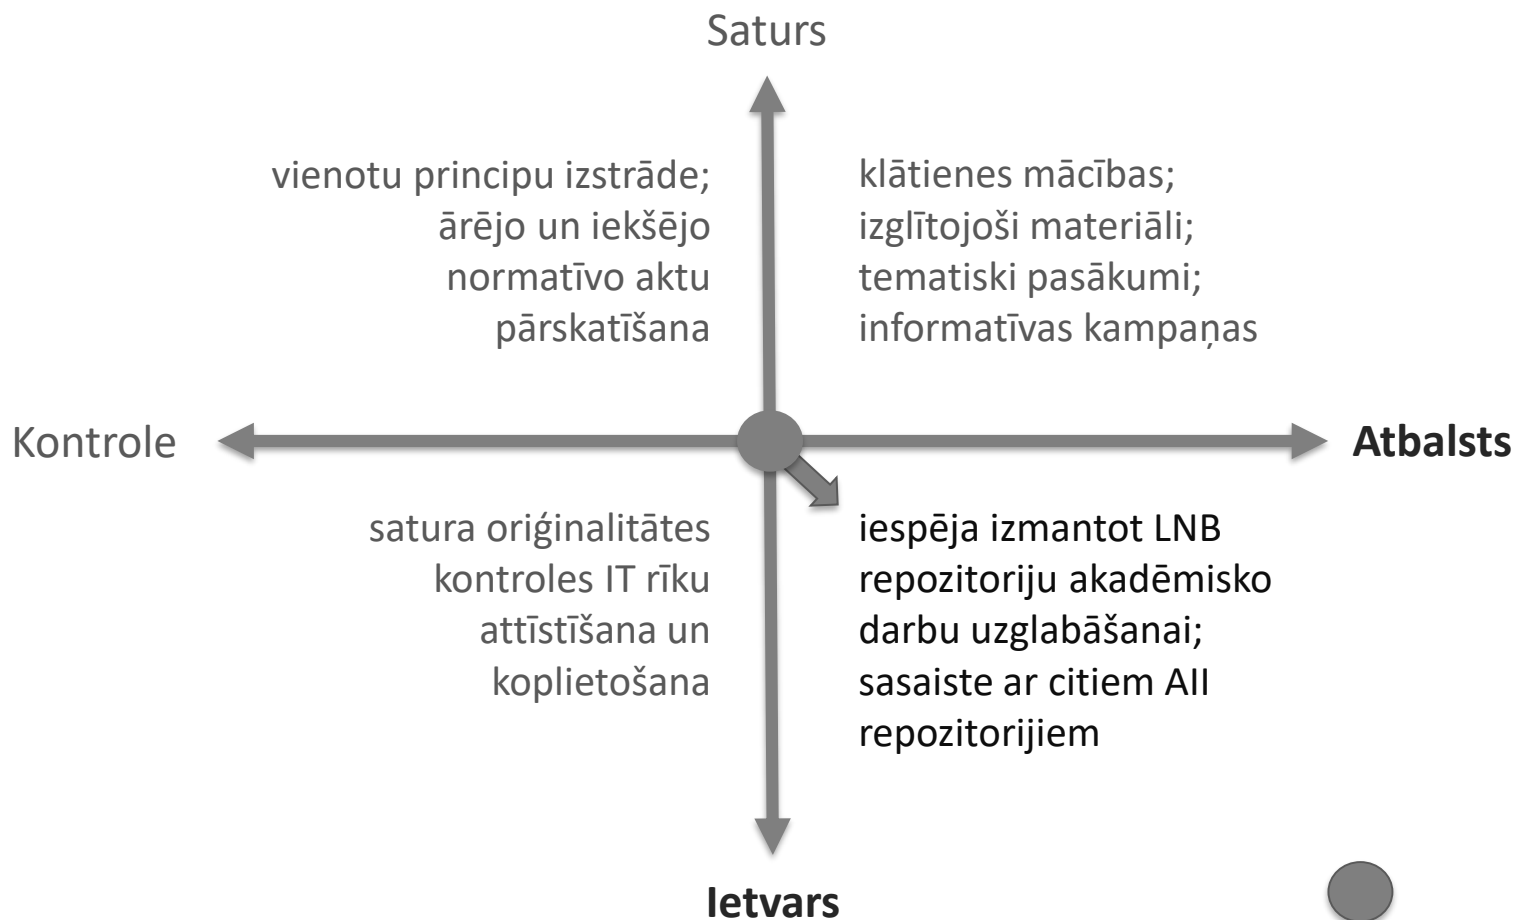 Saturs
vienotu principu izstrāde;
ārējo un iekšējo
normatīvo aktu
pārskatīšana
klātienes mācības;
izglītojoši materiāli;
tematiski pasākumi;
informatīvas kampaņas
Kontrole
Atbalsts
satura oriģinalitātes
kontroles IT rīku
attīstīšana un
koplietošana
iespēja izmantot LNB
repozitoriju akadēmisko
darbu uzglabāšanai;
sasaiste ar citiem AII
repozitorijiem
Ietvars